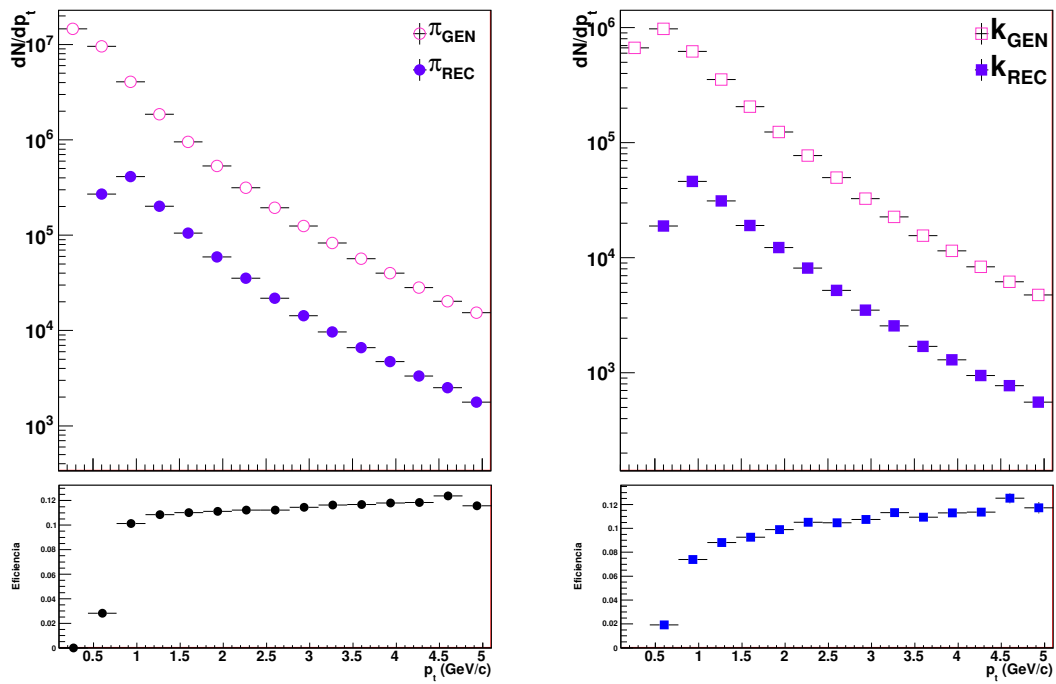 dN/dp_t
10^7
10^6
10^5
10^4
10^3
π_GEN
π_REC
Eficiencia
0.12
0.1
0.08
0.06
0.04
0.02
0
0.5 1 1.5 2 2.5 3 3.5 4 4.5 5
p_t (GeV/c)
dN/dp_t
10^6
10^5
10^4
10^3
k_GEN
k_REC
Eficiencia
0.12
0.1
0.08
0.06
0.04
0.02
0
0.5 1 1.5 2 2.5 3 3.5 4 4.5 5
p_t (GeV/c)